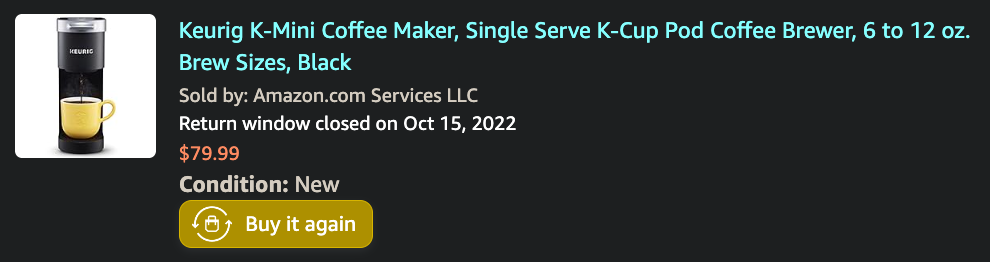 KEURIG
Keurig K-Mini Coffee Maker, Single Serve K-Cup Pod Coffee Brewer, 6 to 12 oz.
Brew Sizes, Black
Sold by: Amazon.com Services LLC
Return window closed on Oct 15, 2022
$79.99
Condition: New
Buy it again